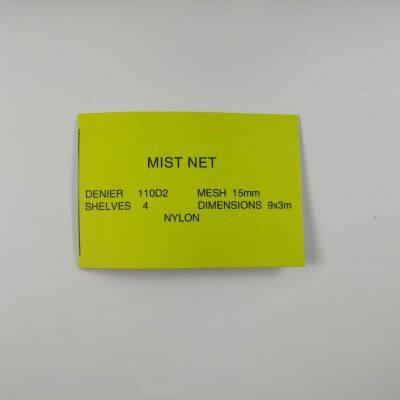 MIST NET
DENIER 110D2 MESH 15mm
SHELVES 4 DIMENSIONS 9x3m
NYLON